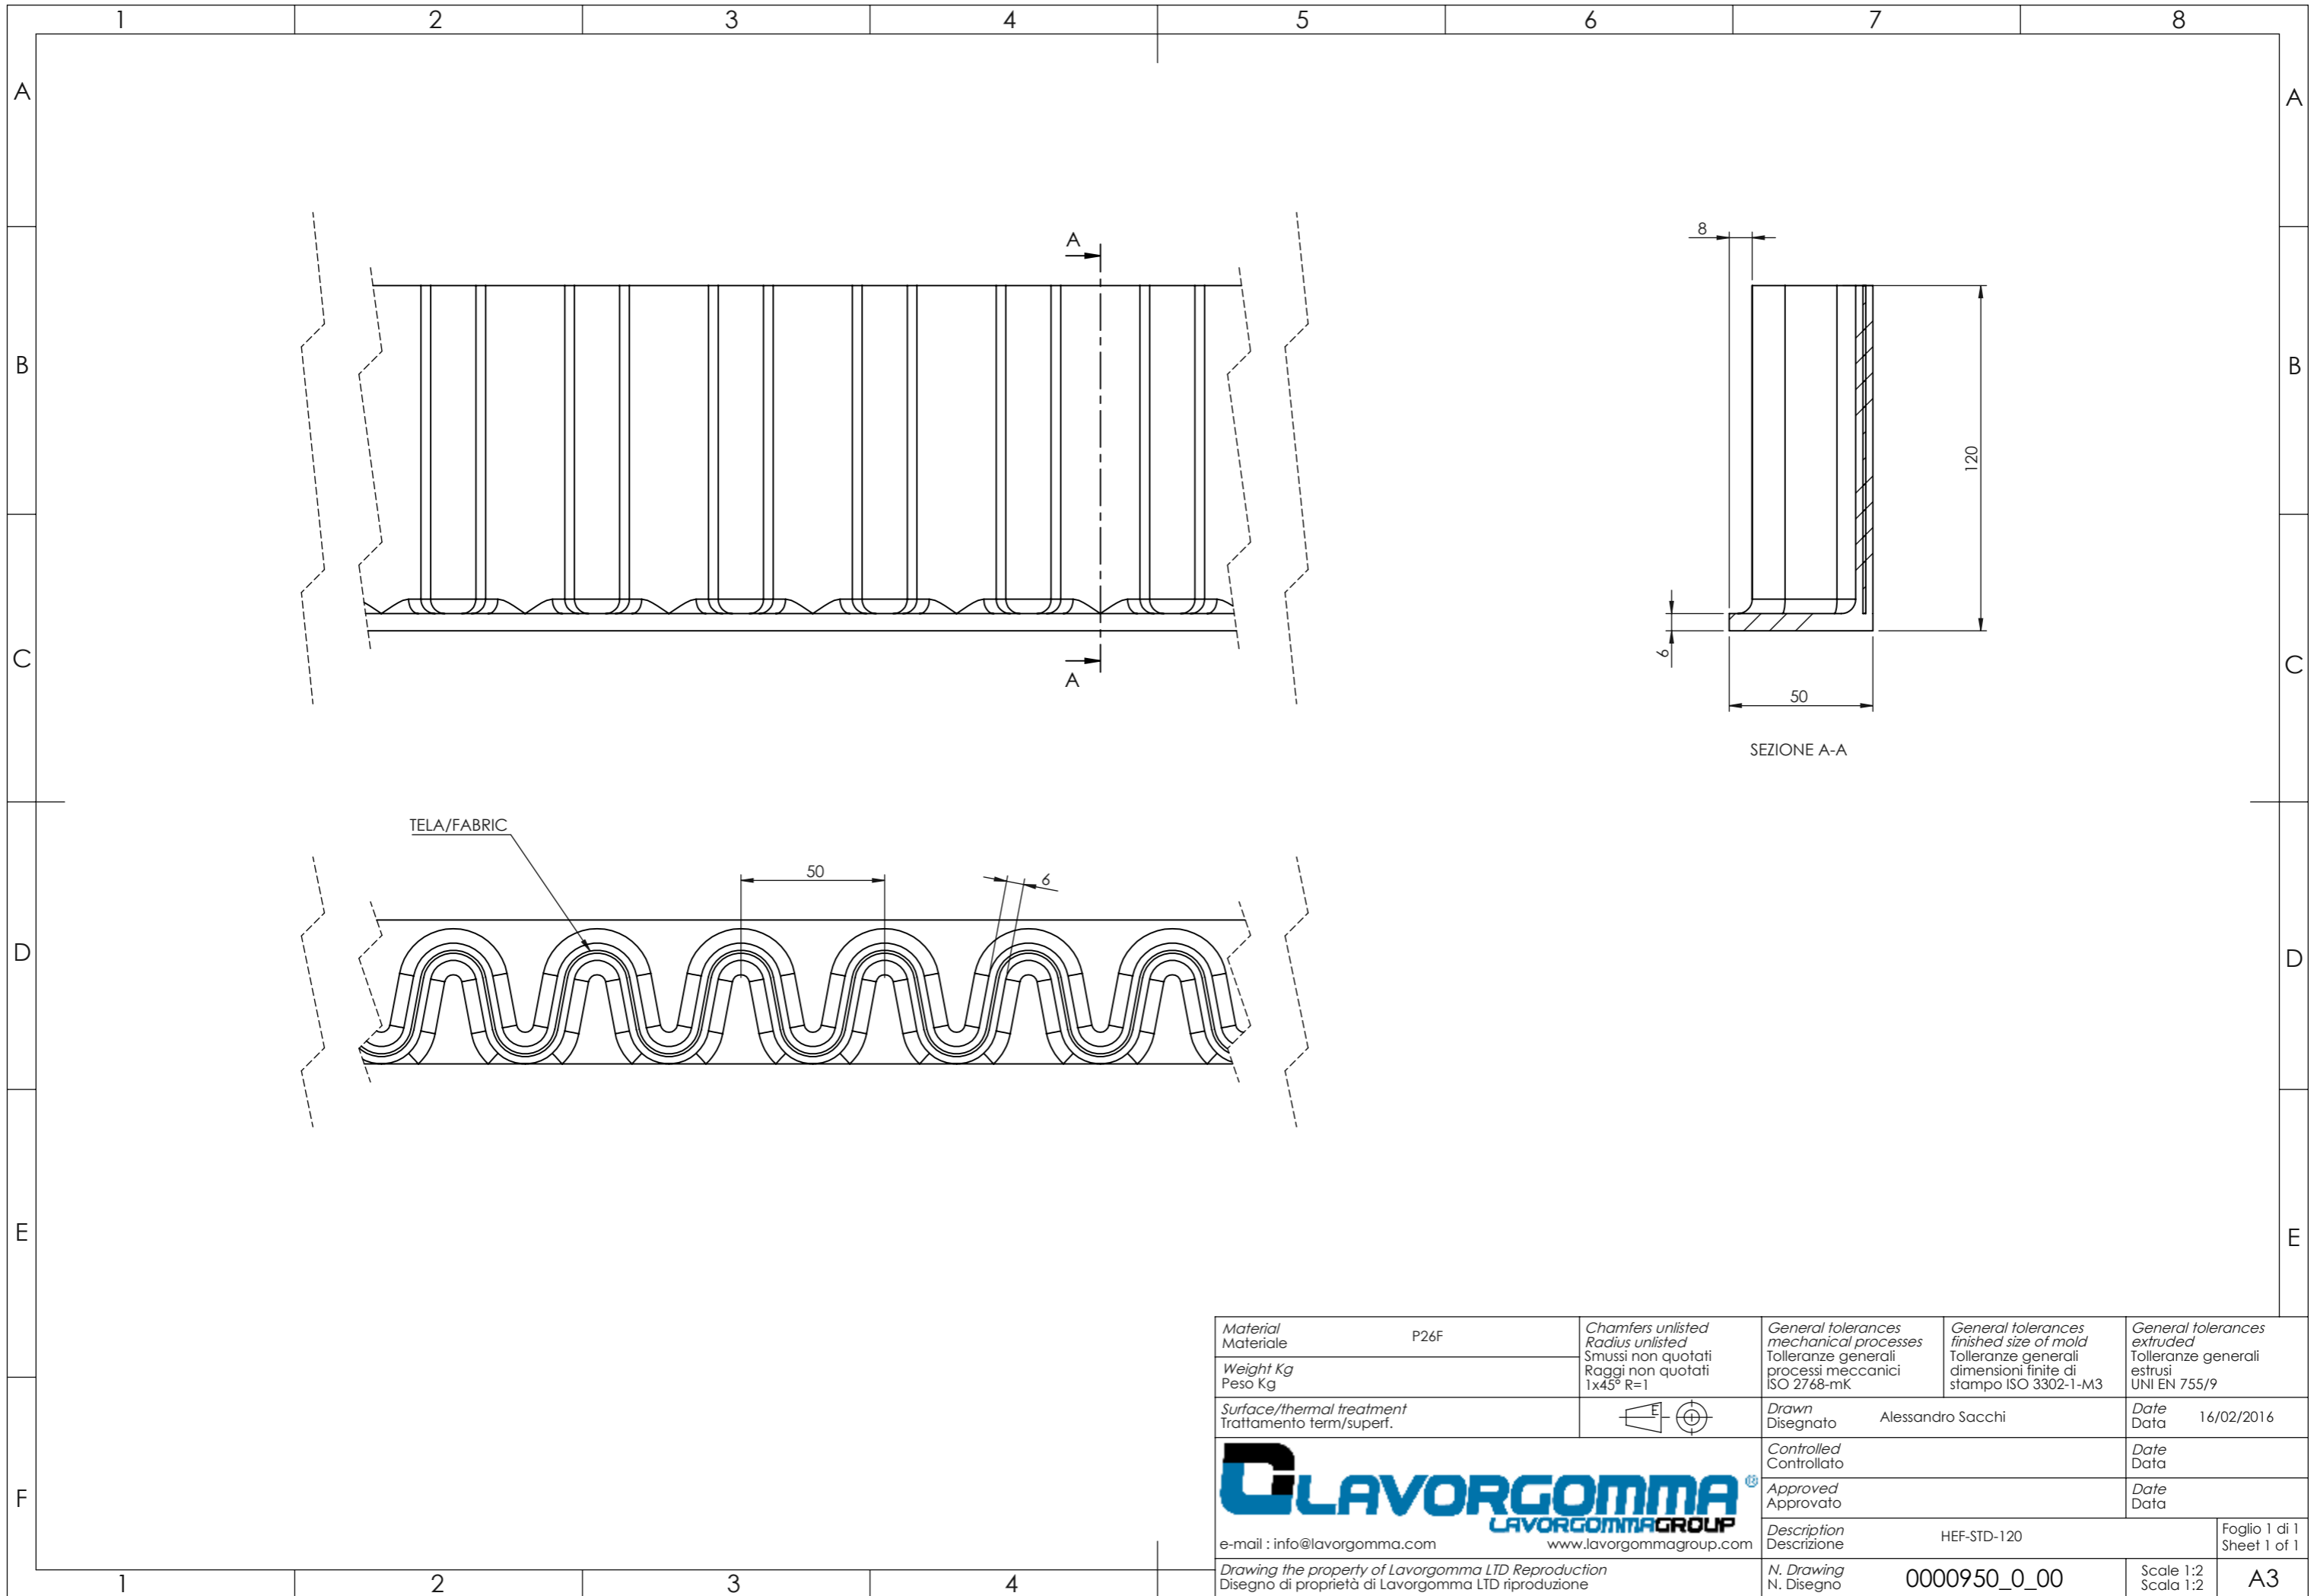 1 2 3 4 5 6 7 8
A A
B B
C C
D D
E E
F
1 2 3 4
A
A
8
120
6
50
SEZIONE A-A
TELA/FABRIC
50
6
Material
Materiale
P26F
Weight Kg
Peso Kg
Surface/thermal treatment
Trattamento term/superf.
Chamfers unlisted
Radius unlisted
Smussi non quotati
Raggi non quotati
1x45° R=1
E
General tolerances
mechanical processes
Tolleranze generali
processi meccanici
ISO 2768-mK
General tolerances
finished size of mold
Tolleranze generali
dimensioni finite di
stampo ISO 3302-1-M3
General tolerances
extruded
Tolleranze generali
estrusi
UNI EN 755/9
Drawn
Disegnato
Alessandro Sacchi
Date
Data
16/02/2016
Controlled
Controllato
Date
Data
Approved
Approvato
Date
Data
LAVORGOMMA®
LAVORGOMMAGROUP
e-mail : info@lavorgomma.com www.lavorgommagroup.com
Description
Descrizione
HEF-STD-120
Foglio 1 di 1
Sheet 1 of 1
Drawing the property of Lavorgomma LTD Reproduction
Disegno di proprietà di Lavorgomma LTD riproduzione
N. Drawing
N. Disegno
0000950_0_00
Scale 1:2
Scala 1:2
A3